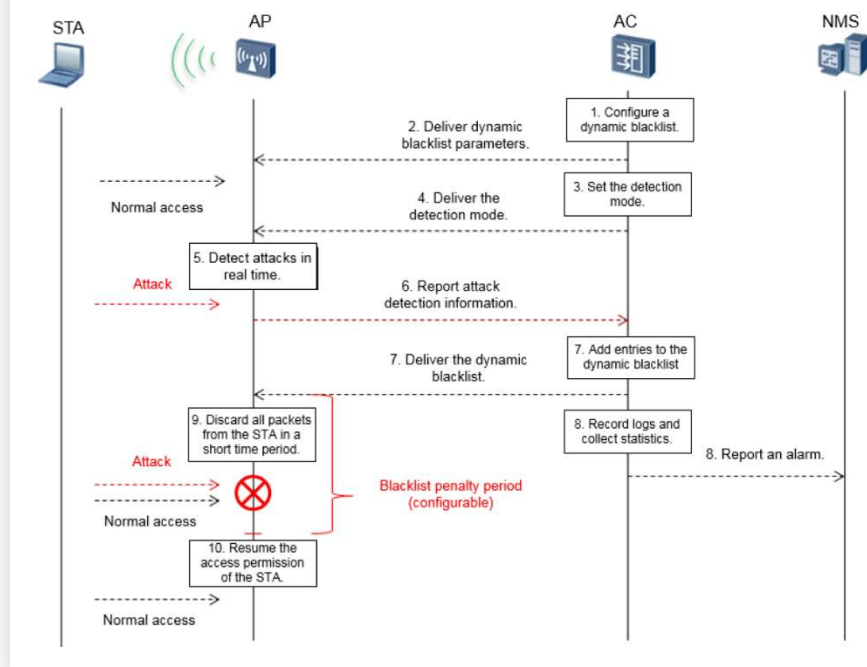 STA
AP
AC
NMS
1. Configure a
dynamic blacklist.
2. Deliver dynamic
blacklist parameters.
3. Set the detection
mode.
Normal access
4. Deliver the
detection mode.
5. Detect attacks in
real time.
Attack
6. Report attack
detection information.
7. Add entries to the
dynamic blacklist
7. Deliver the dynamic
blacklist.
9. Discard all packets
from the STA in a
short time period.
8. Record logs and
collect statistics.
8. Report an alarm.
Attack
Blacklist penalty period
(configurable)
Normal access
10. Resume the
access permission
of the STA.
Normal access